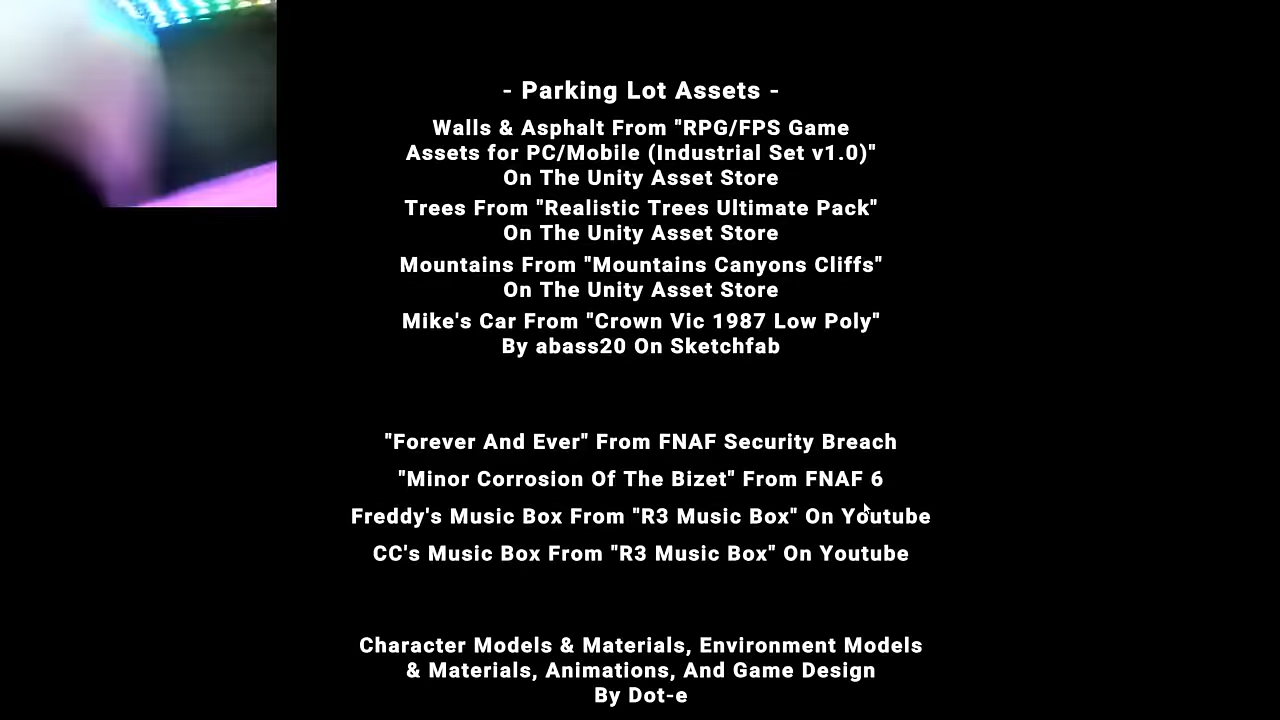 - Parking Lot Assets -
Walls & Asphalt From "RPG/FPS Game
Assets for PC/Mobile (Industrial Set v1.0)"
On The Unity Asset Store
Trees From "Realistic Trees Ultimate Pack"
On The Unity Asset Store
Mountains From "Mountains Canyons Cliffs"
On The Unity Asset Store
Mike's Car From "Crown Vic 1987 Low Poly"
By abass20 On Sketchfab
"Forever And Ever" From FNAF Security Breach
"Minor Corrosion Of The Bizet" From FNAF 6
Freddy's Music Box From "R3 Music Box" On Youtube
CC's Music Box From "R3 Music Box" On Youtube
Character Models & Materials, Environment Models
& Materials, Animations, And Game Design
By Dot-e